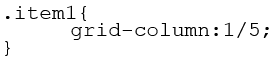 .item1{
grid-column:1/5;
}